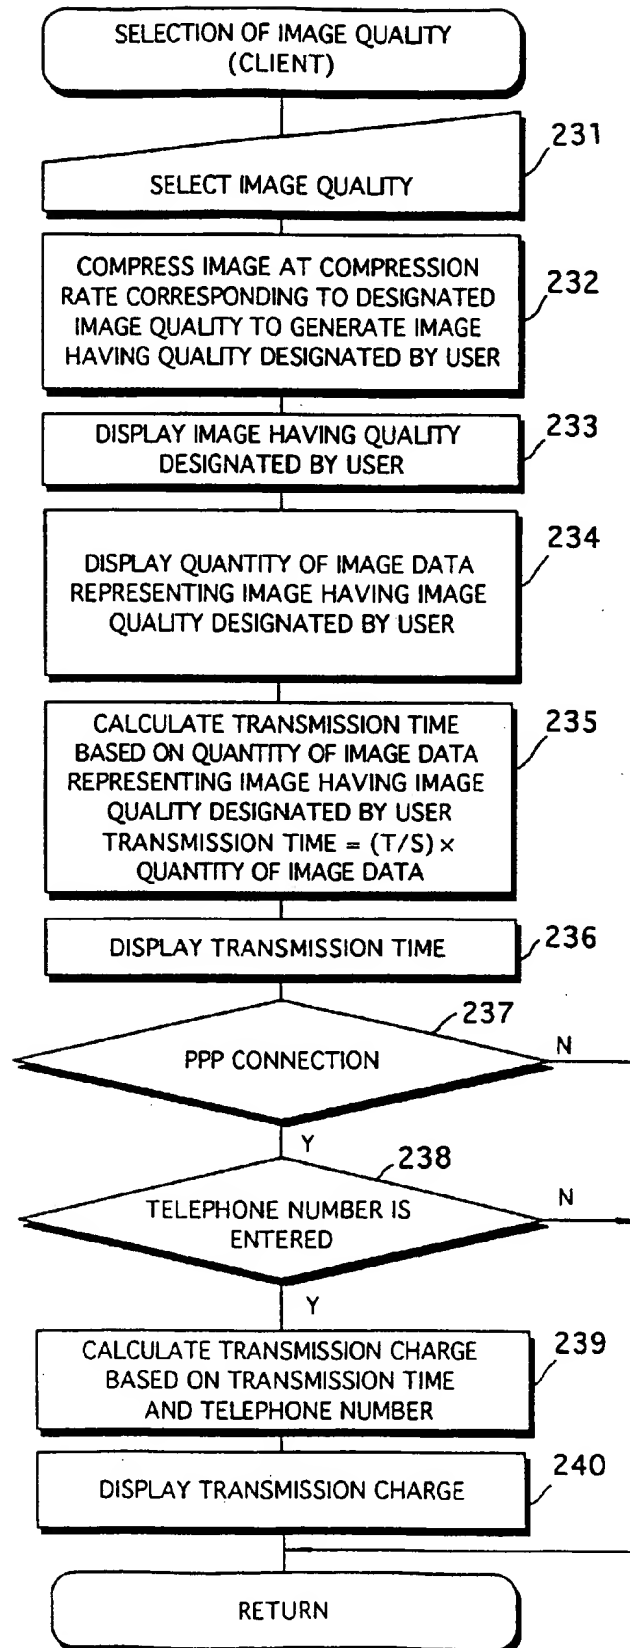 SELECTION OF IMAGE QUALITY
(CLIENT)
231
SELECT IMAGE QUALITY
COMPRESS IMAGE AT COMPRESSION
RATE CORRESPONDING TO DESIGNATED
IMAGE QUALITY TO GENERATE IMAGE
HAVING QUALITY DESIGNATED BY USER
232
DISPLAY IMAGE HAVING QUALITY
DESIGNATED BY USER
233
DISPLAY QUANTITY OF IMAGE DATA
REPRESENTING IMAGE HAVING IMAGE
QUALITY DESIGNATED BY USER
234
CALCULATE TRANSMISSION TIME
BASED ON QUANTITY OF IMAGE DATA
REPRESENTING IMAGE HAVING IMAGE
QUALITY DESIGNATED BY USER
TRANSMISSION TIME = (T/S) ×
QUANTITY OF IMAGE DATA
235
DISPLAY TRANSMISSION TIME
236
237
PPP CONNECTION
N
Y
238
TELEPHONE NUMBER IS
ENTERED
N
Y
CALCULATE TRANSMISSION CHARGE
BASED ON TRANSMISSION TIME
AND TELEPHONE NUMBER
239
DISPLAY TRANSMISSION CHARGE
240
RETURN